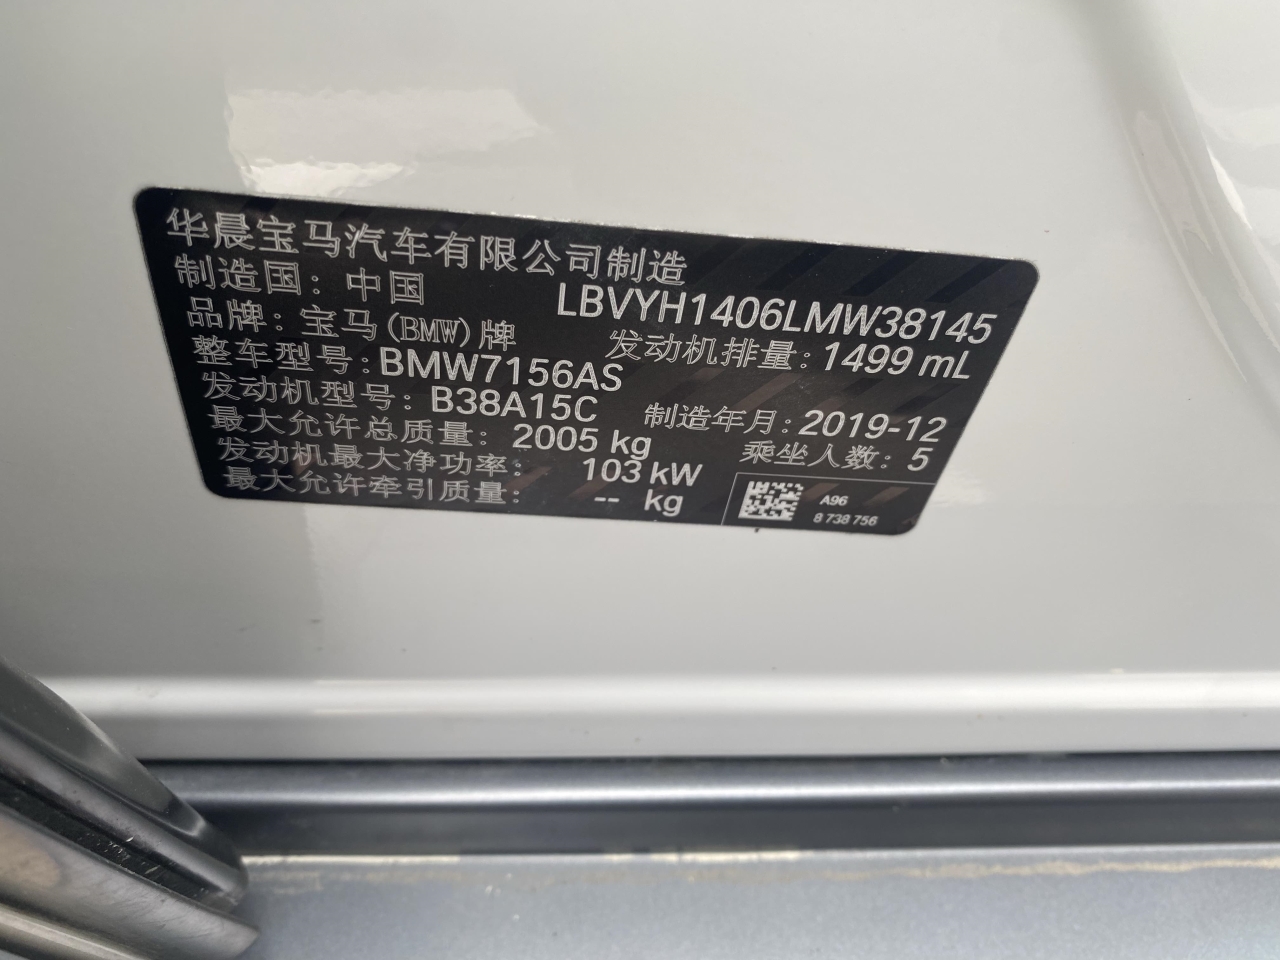 华晨宝马汽车有限公司制造
制造国：中国
LBVYH1406LMW38145
品牌：宝马(BMW)牌
发动机排量：1499 mL
整车型号：BMW7156AS
发动机型号：B38A15C
制造年月：2019-12
最大允许总质量：2005 kg
乘坐人数：5
发动机最大净功率：103 kW
最大允许牵引质量：-- kg
A96
8 738 756